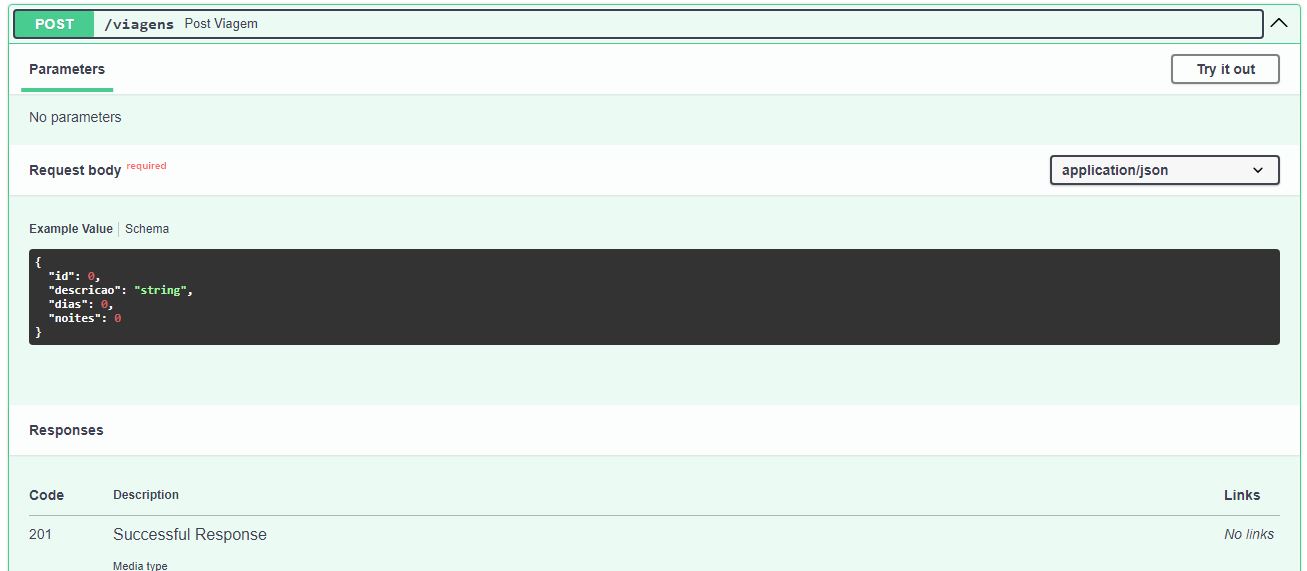 POST /viagens Post Viagem
Parameters Try it out
No parameters
Request body required application/json
Example Value Schema
{
"id": 0,
"descricao": "string",
"dias": 0,
"noites": 0
}
Responses
Code Description Links
201 Successful Response No links
Media type